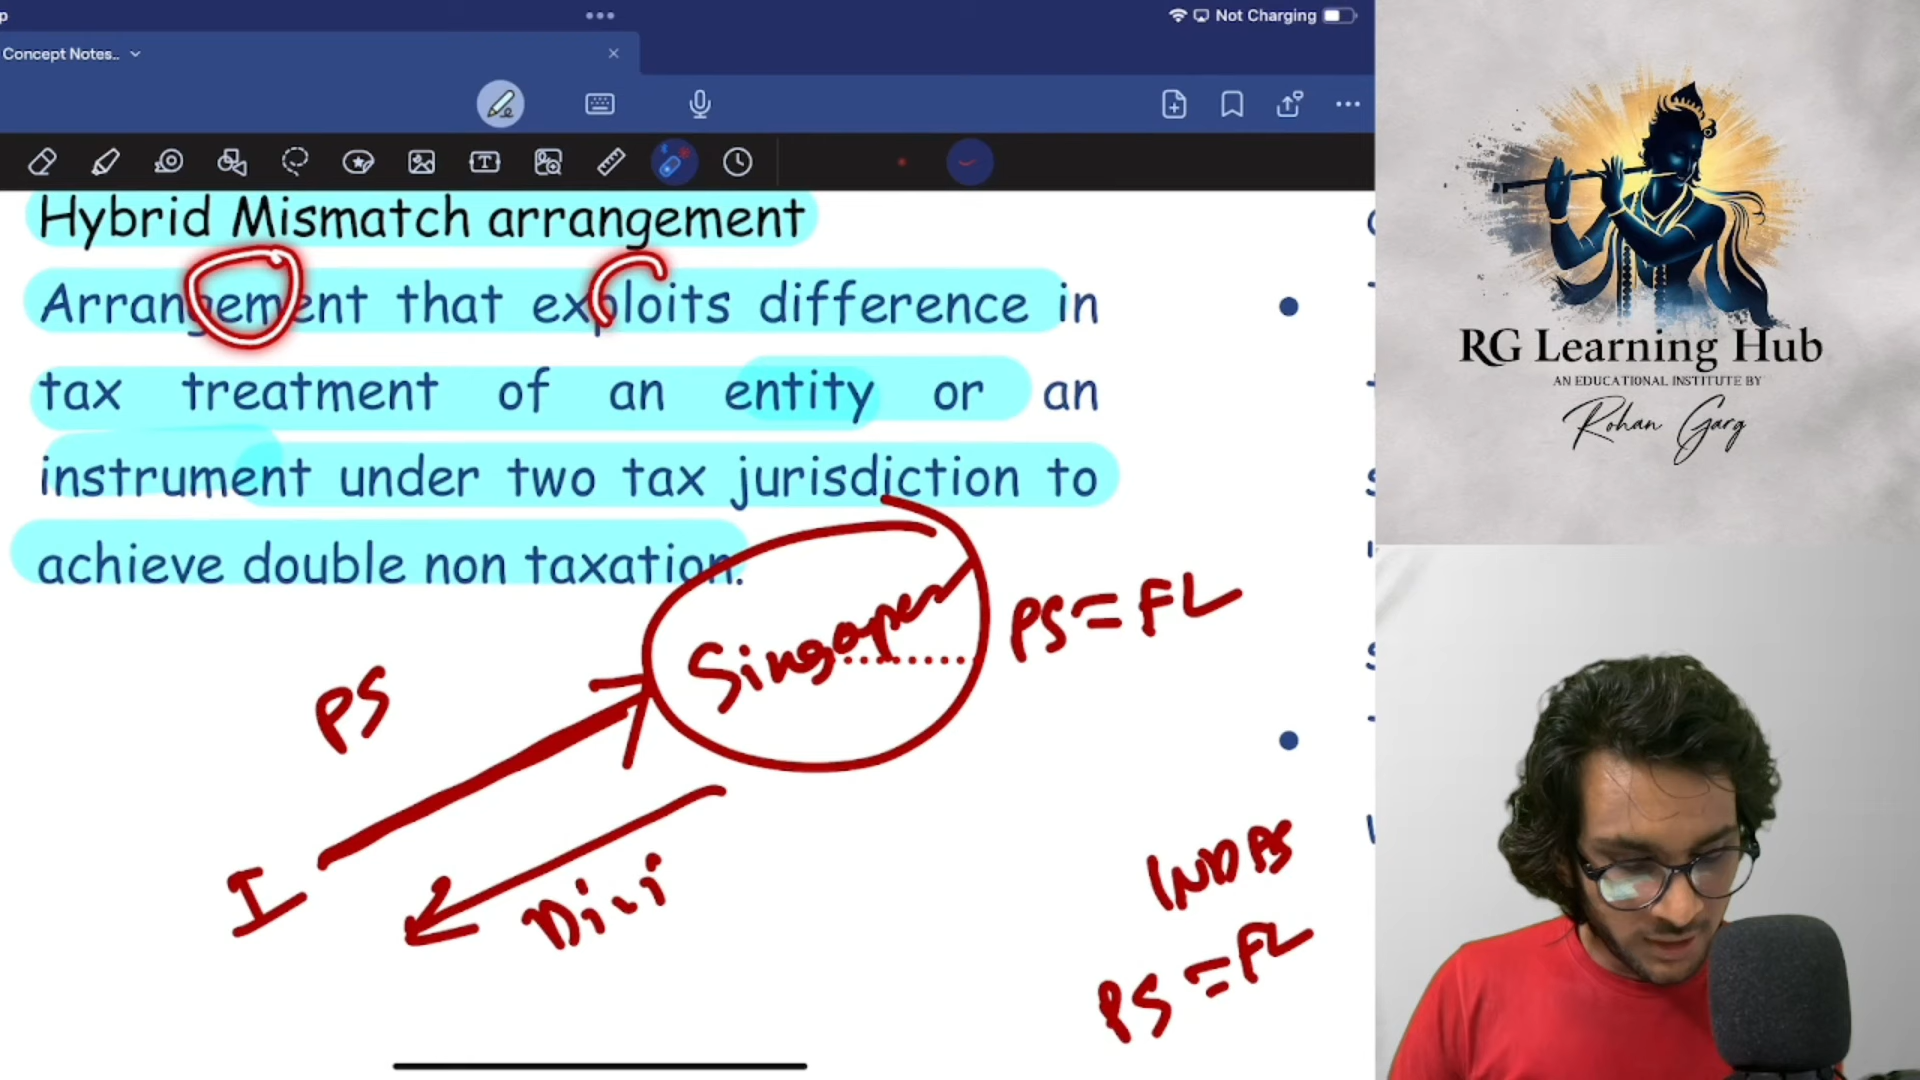 Not Charging
Concept Notes..
Hybrid Mismatch arrangement
Arrangement that exploits difference in
tax treatment of an entity or an
instrument under two tax jurisdiction to
achieve double non taxation.
PS
PS = FL
I
Divi
PS = FL
RG Learning Hub
AN EDUCATIONAL INSTITUTE BY
Rohan Garg